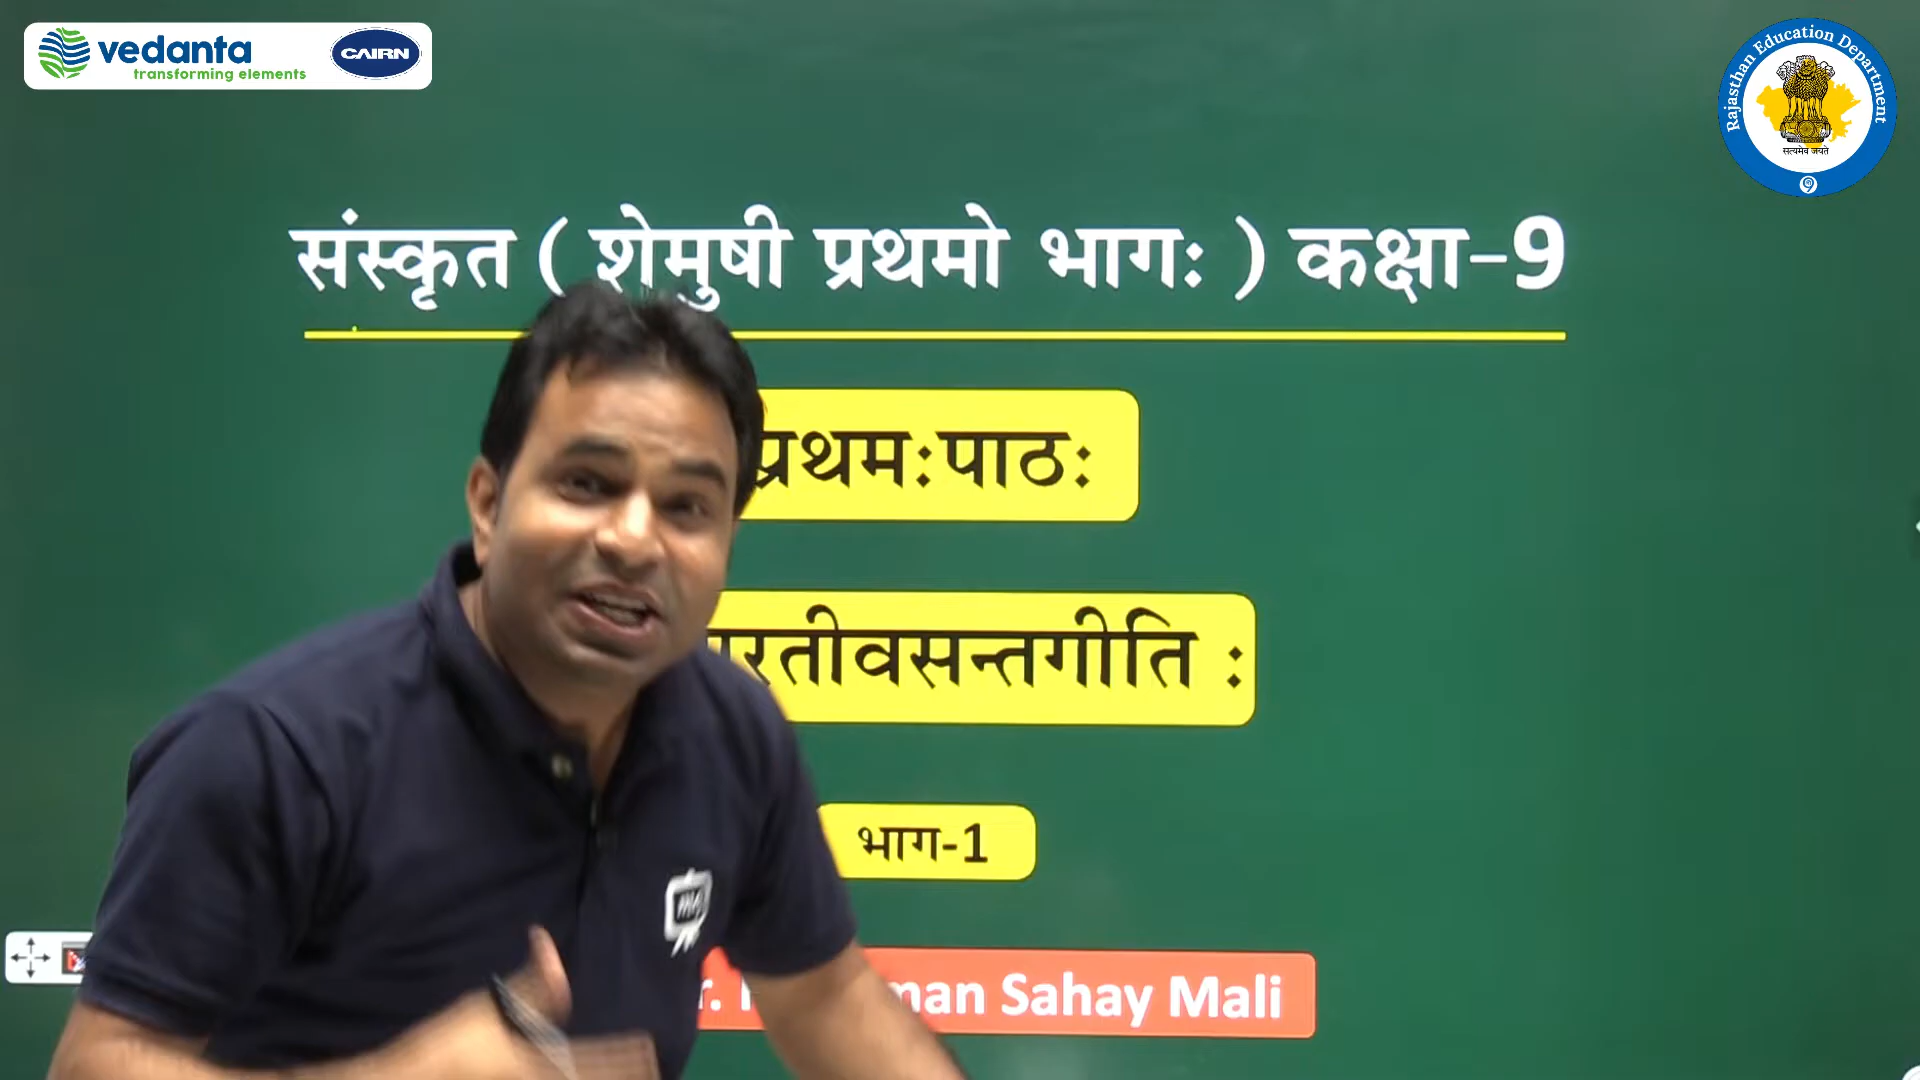 vedanta
transforming elements
CAIRN
Rajasthan Education Department
सत्यमेव जयते
संस्कृत ( शेमुषी प्रथमो भागः ) कक्षा-9
प्रथमःपाठः
रतीवसन्तगीति :
भाग-1
Sahay Mali